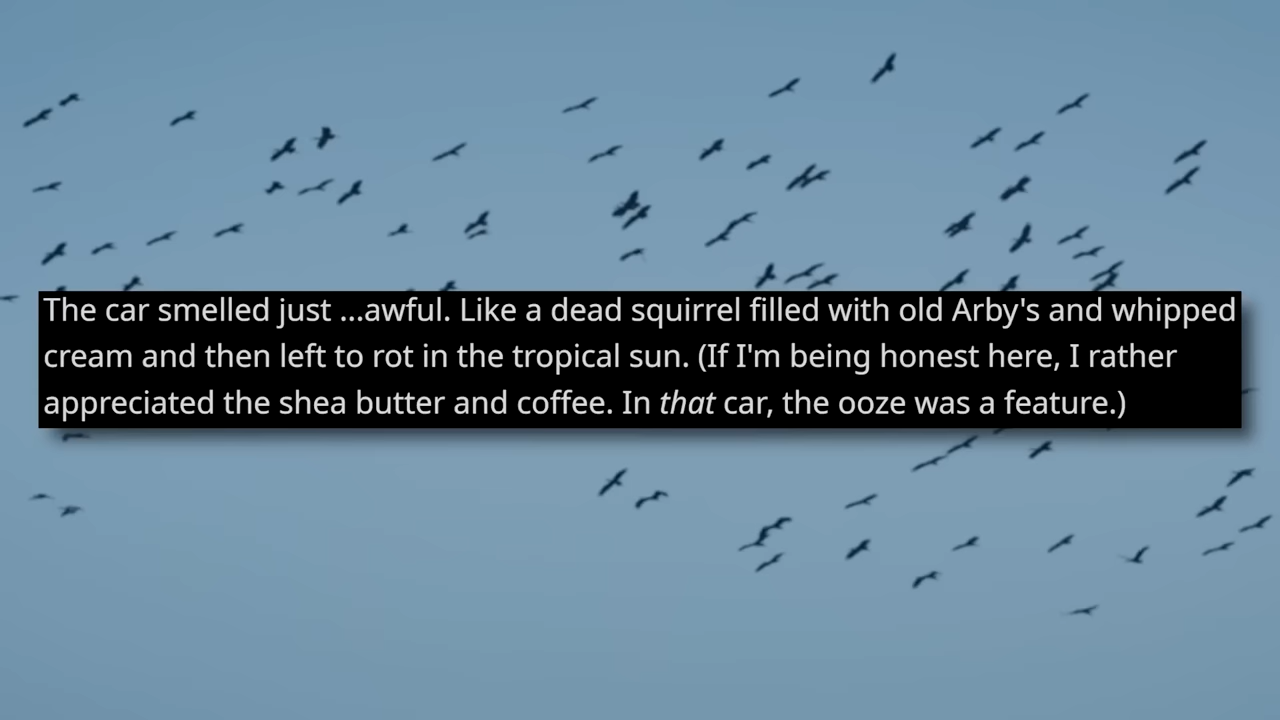 The car smelled just ...awful. Like a dead squirrel filled with old Arby's and whipped
cream and then left to rot in the tropical sun. (If I'm being honest here, I rather
appreciated the shea butter and coffee. In that car, the ooze was a feature.)